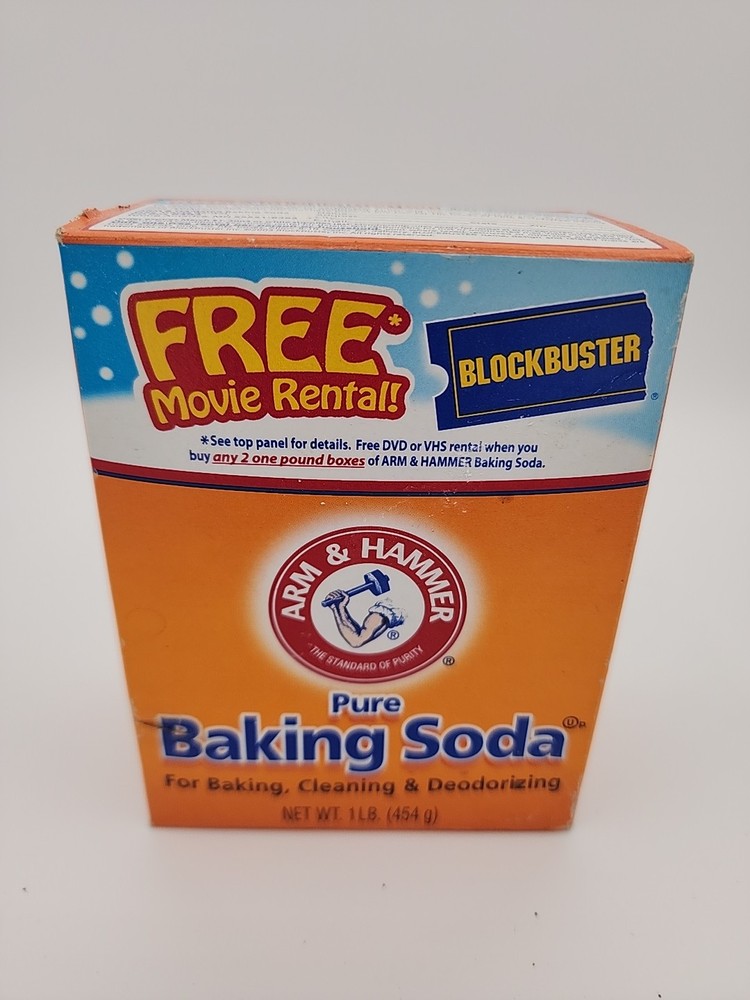 FREE*
Movie Rental!
BLOCKBUSTER
®
*See top panel for details. Free DVD or VHS rental when you
buy any 2 one pound boxes of ARM & HAMMER Baking Soda.
ARM & HAMMER
®
THE STANDARD OF PURITY
®
Pure
Baking Soda
Ⓤ P
For Baking, Cleaning & Deodorizing
NET WT. 1 LB. (454 g)